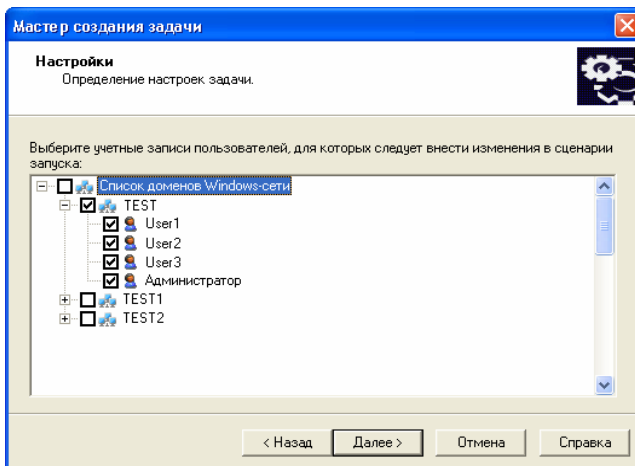 Мастер создания задачи
Настройки
Определение настроек задачи.
Выберите учетные записи пользователей, для которых следует внести изменения в сценарии
запуска:
Список доменов Windows-сети
TEST
User1
User2
User3
Администратор
TEST1
TEST2
< Назад Далее > Отмена Справка